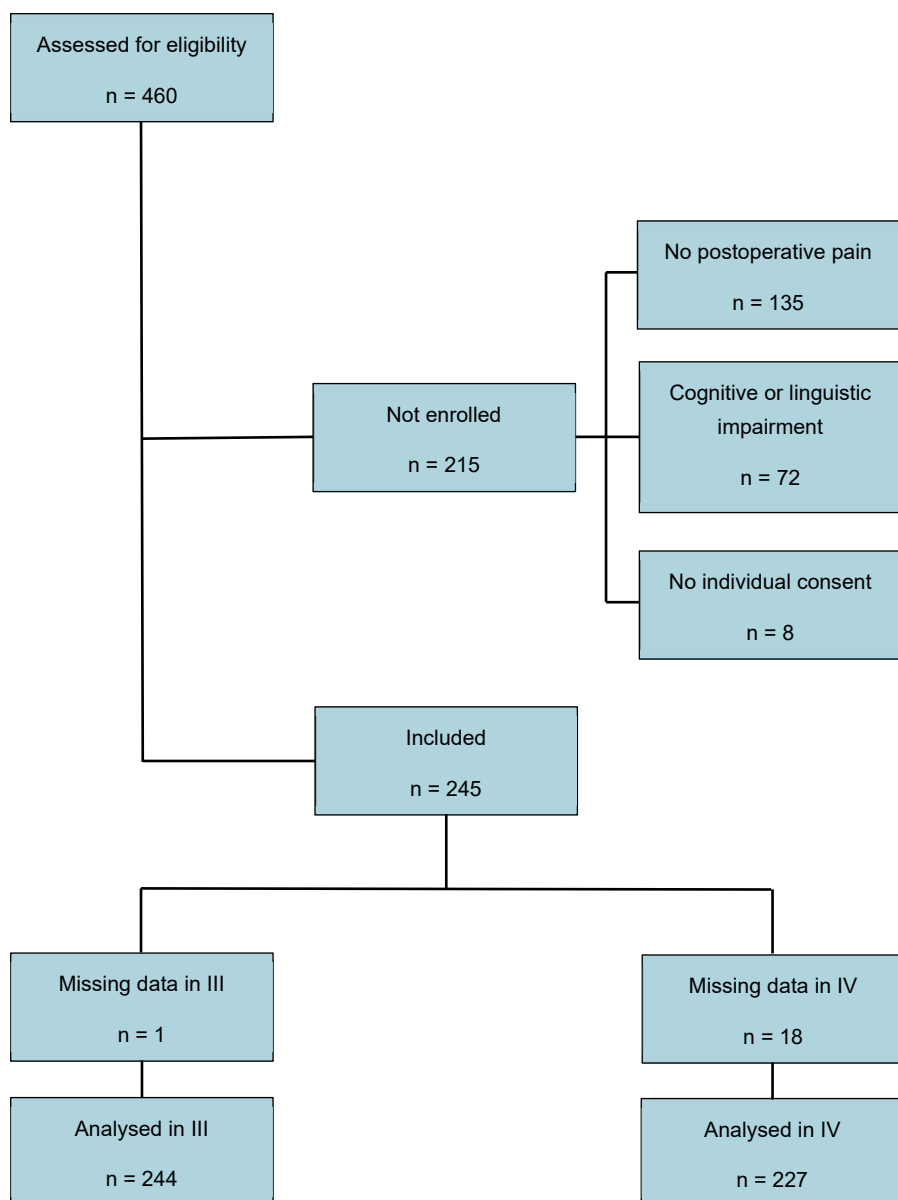 Assessed for eligibility
n = 460
No postoperative pain
n = 135
Cognitive or linguistic
impairment
n = 72
Not enrolled
n = 215
No individual consent
n = 8
Included
n = 245
Missing data in III
n = 1
Missing data in IV
n = 18
Analysed in III
n = 244
Analysed in IV
n = 227